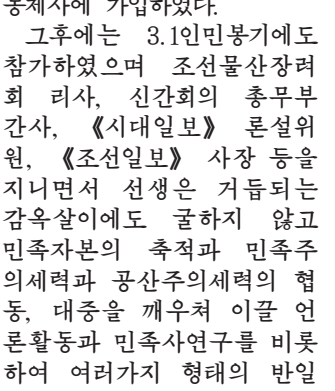 동제사에 가입하였다.
그후에는 3.1인민봉기에도
참가하였으며 조선물산장려
회 리사, 신간회의 총무부
간사, 《시대일보》 론설위
원, 《조선일보》 사장 등을
지니면서 선생은 거듭되는
감옥살이에도 굴하지 않고
민족자본의 축적과 민족주
의세력과 공산주의세력의 협
동, 대중을 깨우쳐 이끌 언
론활동과 민족사연구를 비롯
하여 여러가지 형태의 반일